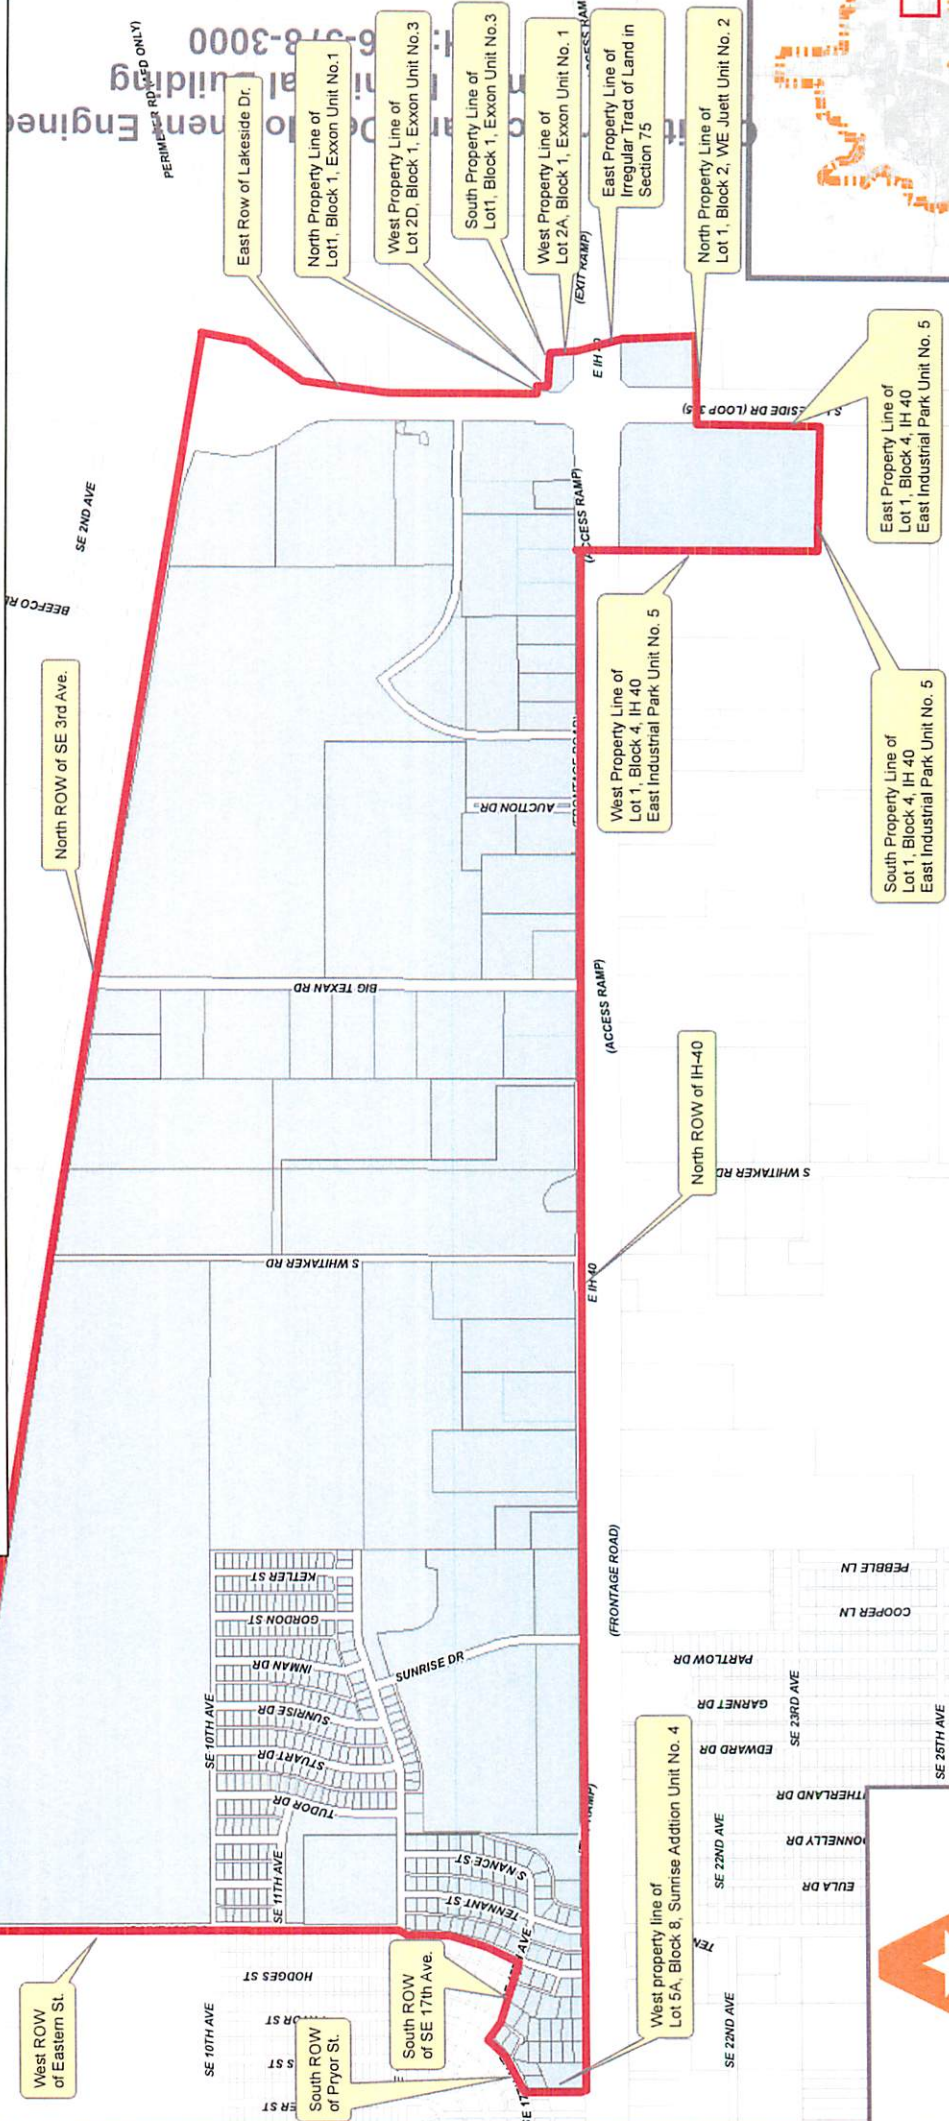 West ROW
of Eastern St.
South ROW
of Pryor St.
South ROW
of SE 17th Ave.
West property line of
Lot 5A, Block 8, Sunrise Addtion Unit No. 4
North ROW of SE 3rd Ave.
North ROW of IH-40
East Row of Lakeside Dr.
North Property Line of
Lot1, Block 1, Exxon Unit No.1
West Property Line of
Lot 2D, Block 1, Exxon Unit No.3
South Property Line of
Lot1, Block 1, Exxon Unit No.3
West Property Line of
Lot 2A, Block 1, Exxon Unit No. 1
East Property Line of
Irregular Tract of Land in
Section 75
North Property Line of
Lot 1, Block 2, WE Juett Unit No. 2
East Property Line of
Lot 1, Block 4, IH 40
East Industrial Park Unit No. 5
South Property Line of
Lot 1, Block 4, IH 40
East Industrial Park Unit No. 5
West Property Line of
Lot 1, Block 4, IH 40
East Industrial Park Unit No. 5
SE 2ND AVE
SE 10TH AVE
SE 10TH AVE
SE 11TH AVE
HODGES ST
KETLER ST
GORDON ST
INMAN DR
SUNRISE DR
STUART DR
TUDOR DR
SUNRISE DR
S NANCE ST
TENNANT ST
S WHITAKER RD
S WHITAKER RD
BIG TEXAN RD
AUCTION DR
E IH 40
(FRONTAGE ROAD)
(ACCESS RAMP)
(EXIT RAMP)
PEBBLE LN
COOPER LN
PARTLOW DR
GARNET DR
EDWARD DR
EULA DR
SE 22ND AVE
SE 22ND AVE
SE 23RD AVE
SE 25TH AVE